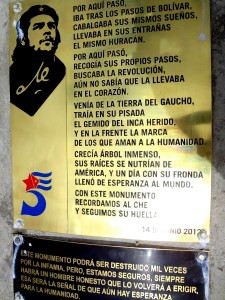 POR AQUÍ PASÓ,
IBA TRAS LOS PASOS DE BOLÍVAR,
CABALGABA SUS MISMOS SUEÑOS,
LLEVABA EN SUS ENTRAÑAS
EL MISMO HURACÁN.
POR AQUÍ PASÓ,
RECOGÍA SUS PROPIOS PASOS,
BUSCABA LA REVOLUCIÓN,
AÚN NO SABÍA QUE LA LLEVABA
EN EL CORAZÓN.
VENÍA DE LA TIERRA DEL GAUCHO,
TRAÍA EN SU PISADA
EL GEMIDO DEL INCA HERIDO,
Y EN LA FRENTE LA MARCA
DE LOS QUE AMAN A LA HUMANIDAD.
CRECÍA ÁRBOL INMENSO,
SUS RAÍCES SE NUTRÍAN DE
AMÉRICA, Y UN DÍA CON SU FRONDA
LLENÓ DE ESPERANZA AL MUNDO.
CON ESTE MONUMENTO
RECORDAMOS AL CHE
Y SEGUIMOS SU HUELLA
14 JUNIO 2012
ESTE MONUMENTO PODRÁ SER DESTRUIDO MIL VECES
POR LA INFAMIA, PERO, ESTAMOS SEGUROS, SIEMPRE
HABRÁ UN HOMBRE HONESTO QUE LO VOLVERÁ A ERIGIR,
ESA SERÁ LA SEÑAL DE QUE AÚN HAY ESPERANZA
PARA LA HUMANIDAD.